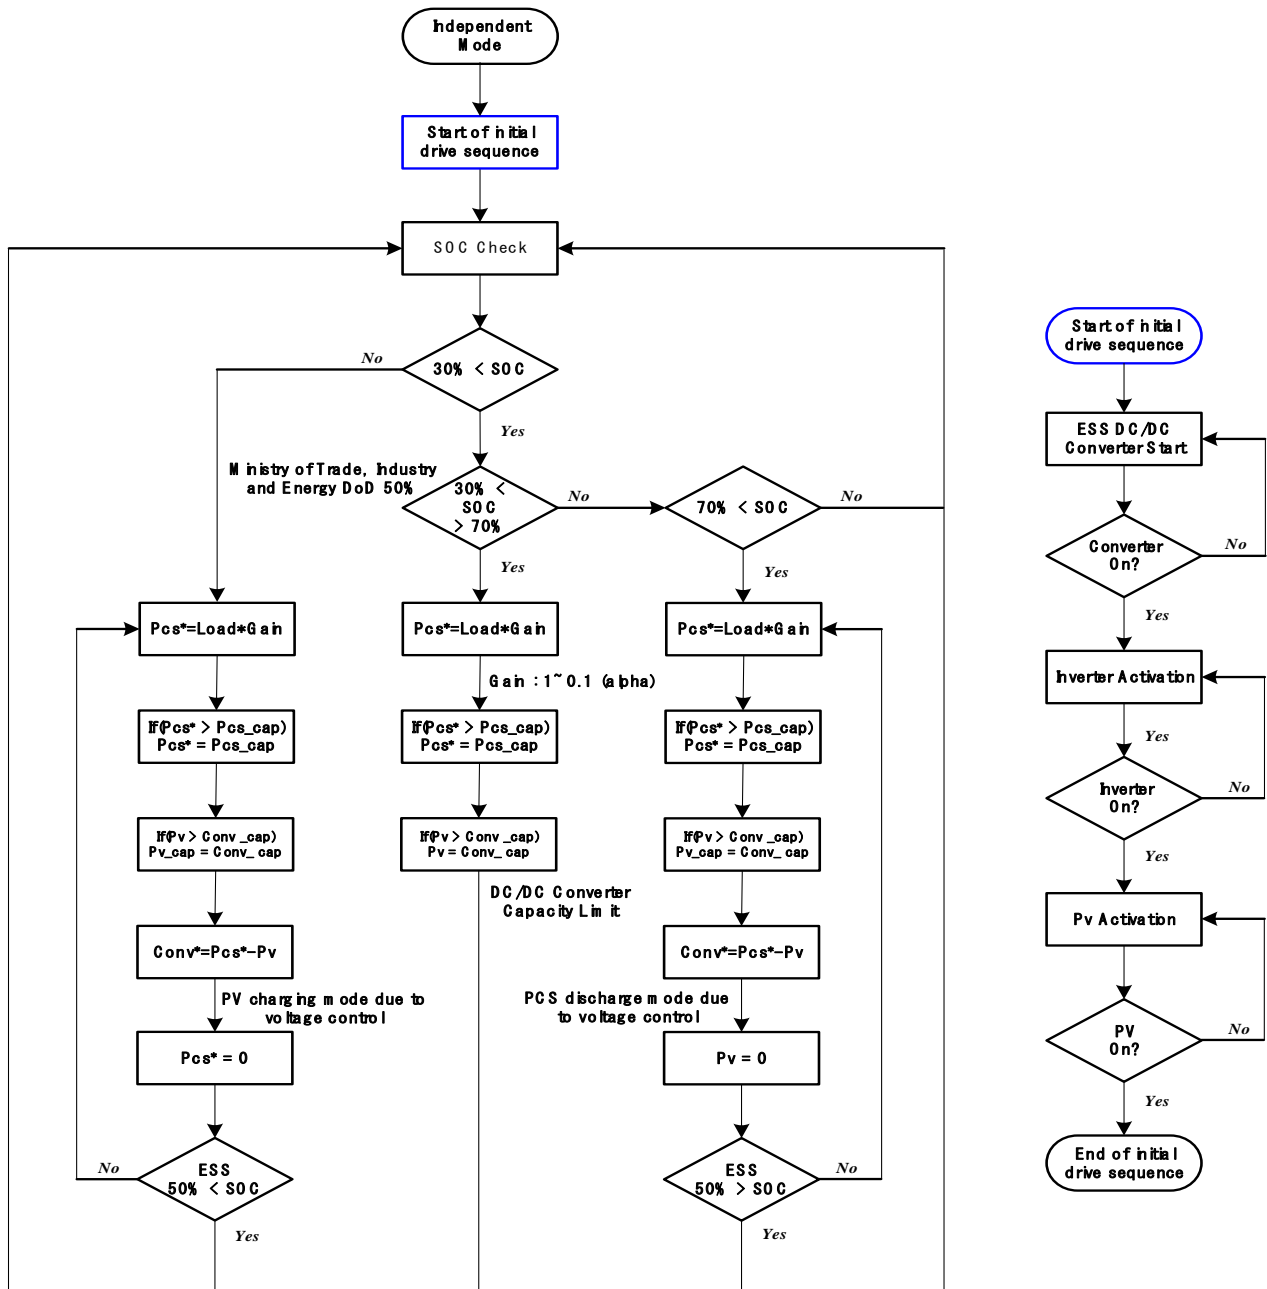 Independent
Mode
Start of initial
drive sequence
SOC Check
30% < SOC
No
Yes
Ministry of Trade, Industry
and Energy DoD 50%
30% <
SOC
> 70%
No
70% < SOC
No
Yes
Yes
Pcs*=Load*Gain
Pcs*=Load*Gain
Pcs*=Load*Gain
Gain : 1~0.1 (alpha)
If(Pcs* > Pcs_cap)
Pcs* = Pcs_cap
If(Pcs* > Pcs_cap)
Pcs* = Pcs_cap
If(Pcs* > Pcs_cap)
Pcs* = Pcs_cap
If(Pv > Conv_cap)
Pv_cap = Conv_cap
If(Pv > Conv_cap)
Pv = Conv_cap
If(Pv > Conv_cap)
Pv_cap = Conv_cap
DC/DC Converter
Capacity Limit
Conv*=Pcs*-Pv
Conv*=Pcs*-Pv
PV charging mode due to
voltage control
PCS discharge mode due
to voltage control
Pcs* = 0
Pv = 0
ESS
50% < SOC
No
Yes
ESS
50% > SOC
No
Yes
Start of initial
drive sequence
ESS DC/DC
Converter Start
Converter
On?
No
Yes
Inverter Activation
Yes
Inverter
On?
No
Yes
Pv Activation
PV
On?
No
Yes
End of initial
drive sequence